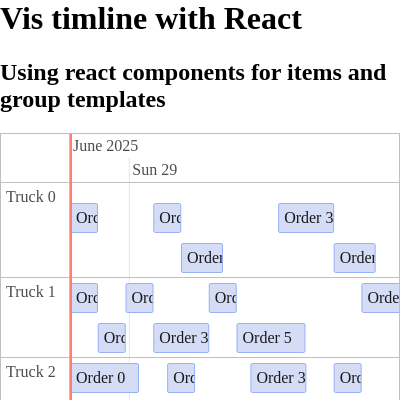 Vis timline with React
Using react components for items and
group templates
June 2025
Sun 29
Truck 0
Ord
Ord
Order 3
Order
Order
Truck 1
Ord
Ord
Ord
Orde
Ord
Order 3
Order 5
Truck 2
Order 0
Ord
Order 3
Ord